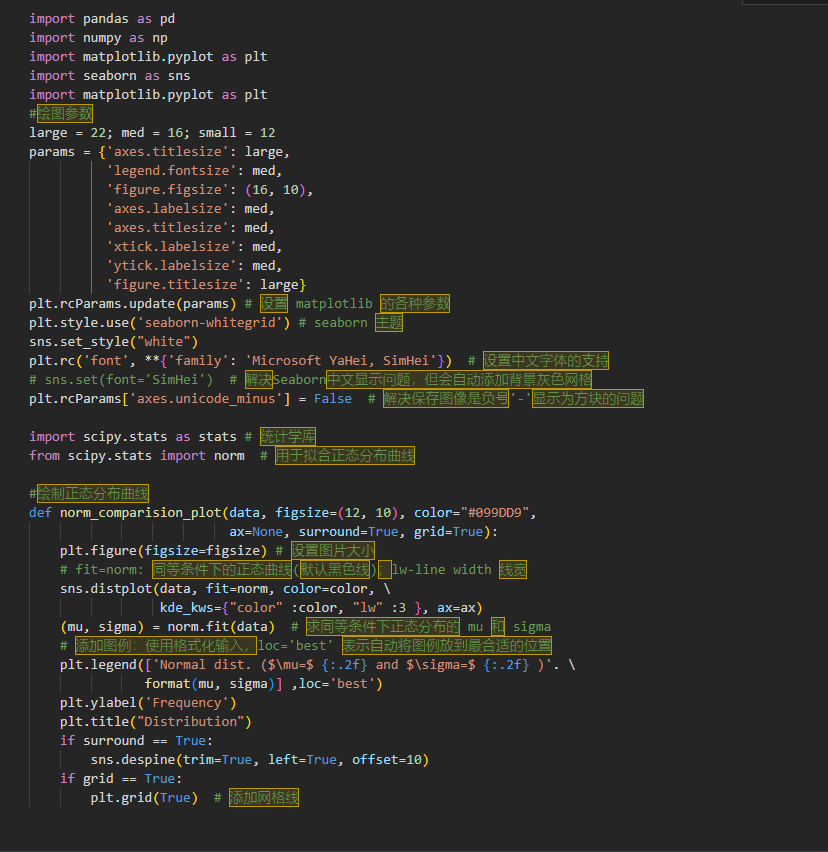 import pandas as pd
import numpy as np
import matplotlib.pyplot as plt
import seaborn as sns
import matplotlib.pyplot as plt
#绘图参数
large = 22; med = 16; small = 12
params = {'axes.titlesize': large,
          'legend.fontsize': med,
          'figure.figsize': (16, 10),
          'axes.labelsize': med,
          'axes.titlesize': med,
          'xtick.labelsize': med,
          'ytick.labelsize': med,
          'figure.titlesize': large}
plt.rcParams.update(params) # 设置 matplotlib 的各种参数
plt.style.use('seaborn-whitegrid') # seaborn 主题
sns.set_style("white")
plt.rc('font', **{'family': 'Microsoft YaHei, SimHei'})  # 设置中文字体的支持
# sns.set(font='SimHei')  # 解决Seaborn中文显示问题，但会自动添加背景灰色网格
plt.rcParams['axes.unicode_minus'] = False  # 解决保存图像是负号'-'显示为方块的问题

import scipy.stats as stats # 统计学库
from scipy.stats import norm  # 用于拟合正态分布曲线

#绘制正态分布曲线
def norm_comparision_plot(data, figsize=(12, 10), color="#099DD9",
                          ax=None, surround=True, grid=True):
    plt.figure(figsize=figsize) # 设置图片大小
    # fit=norm: 同等条件下的正态曲线(默认黑色线)；lw-line width 线宽
    sns.distplot(data, fit=norm, color=color, \
                 kde_kws={"color" :color, "lw" :3 }, ax=ax)
    (mu, sigma) = norm.fit(data)  # 求同等条件下正态分布的 mu 和 sigma
    # 添加图例：使用格式化输入，loc='best' 表示自动将图例放到最合适的位置
    plt.legend(['Normal dist. ($\mu=$ {:.2f} and $\sigma=$ {:.2f} )'. \
               format(mu, sigma)] ,loc='best')
    plt.ylabel('Frequency')
    plt.title("Distribution")
    if surround == True:
        sns.despine(trim=True, left=True, offset=10)
    if grid == True:
        plt.grid(True)  # 添加网格线